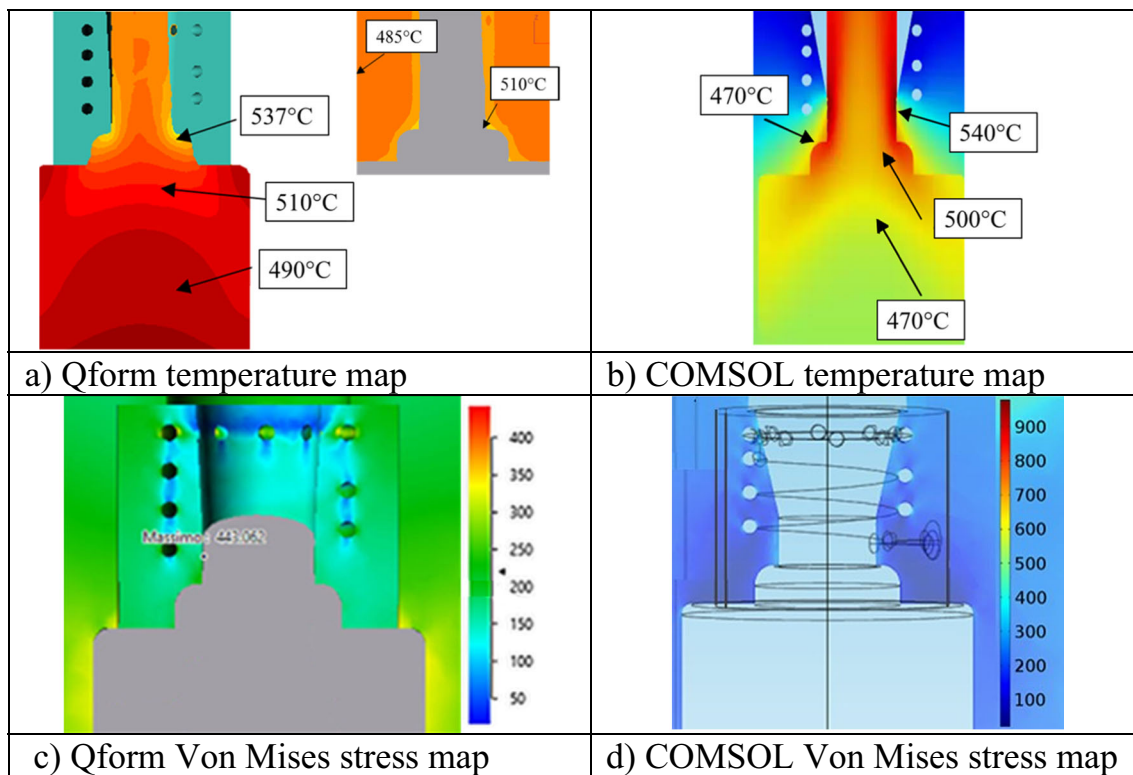 485°C
510°C
537°C
510°C
490°C
a) Qform temperature map
470°C
540°C
500°C
470°C
b) COMSOL temperature map
Massimo : 443.062
400
350
300
250
200
150
100
50
c) Qform Von Mises stress map
900
800
700
600
500
400
300
200
100
d) COMSOL Von Mises stress map